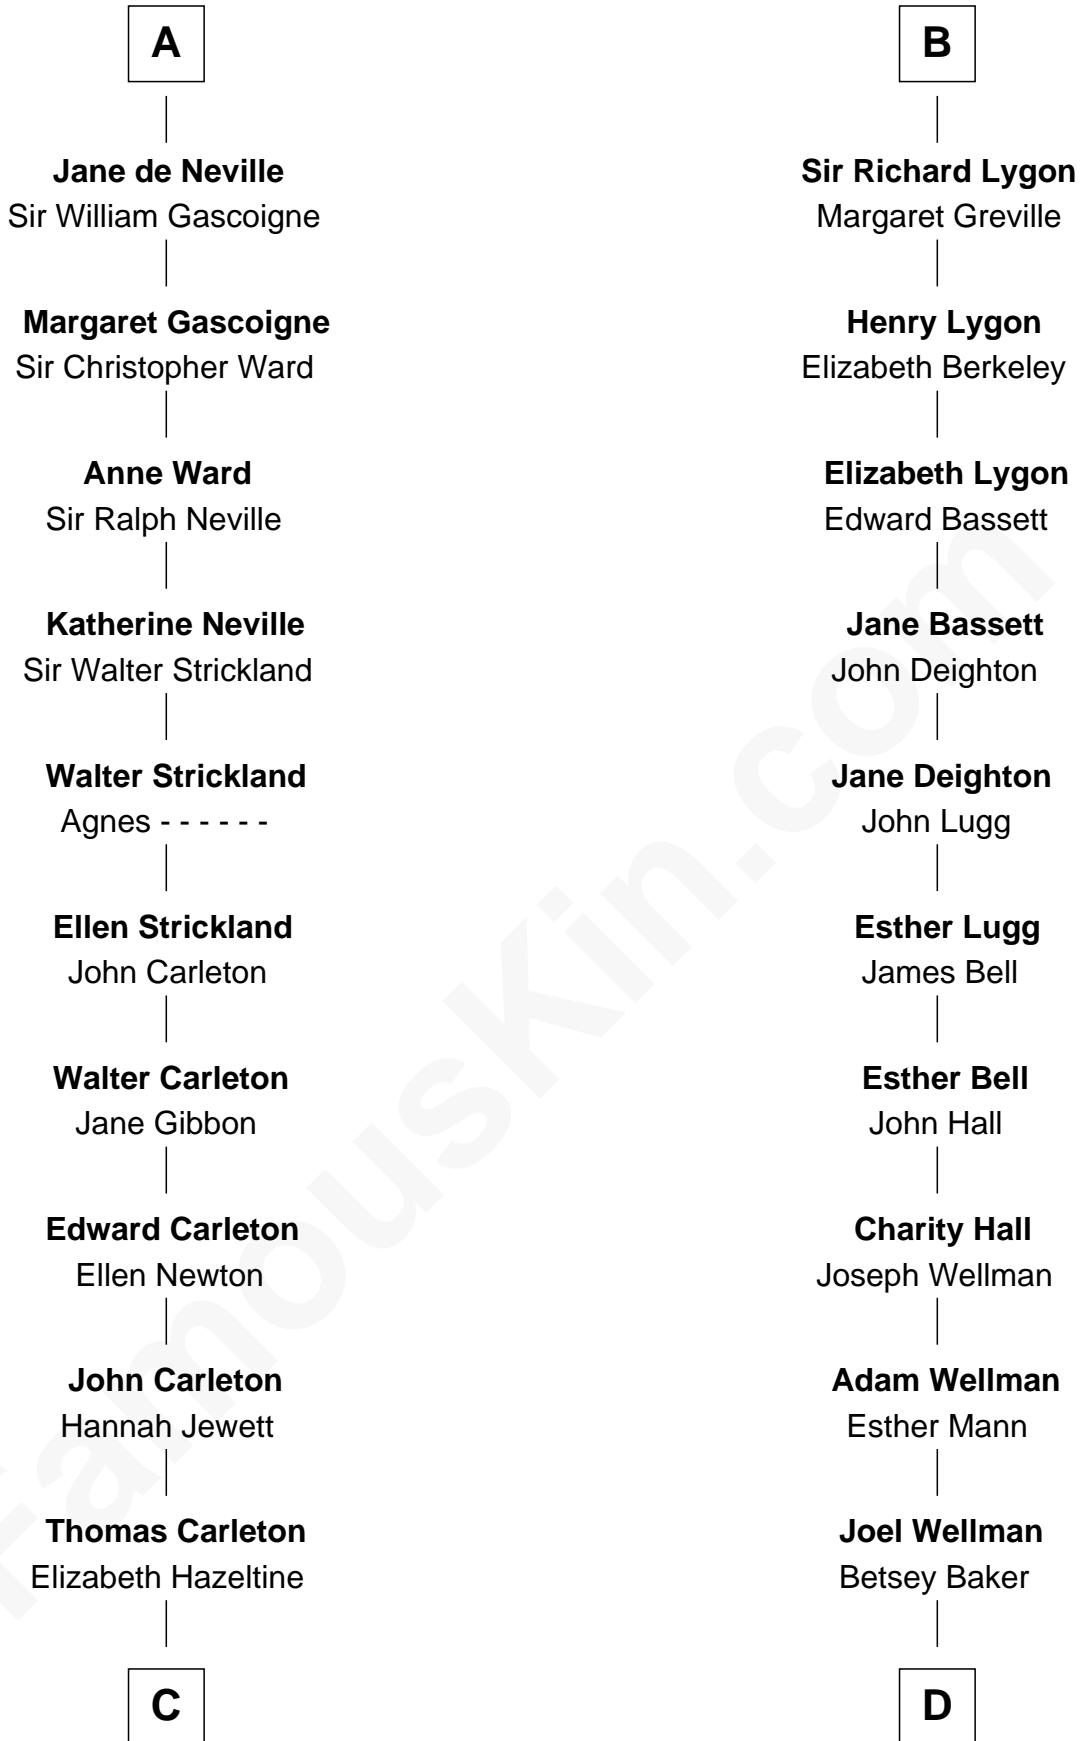 A
Jane de Neville
Sir William Gascoigne
Margaret Gascoigne
Sir Christopher Ward
Anne Ward
Sir Ralph Neville
Katherine Neville
Sir Walter Strickland
Walter Strickland
Agnes - - - - - -
Ellen Strickland
John Carleton
Walter Carleton
Jane Gibbon
Edward Carleton
Ellen Newton
John Carleton
Hannah Jewett
Thomas Carleton
Elizabeth Hazeltine
C
B
Sir Richard Lygon
Margaret Greville
Henry Lygon
Elizabeth Berkeley
Elizabeth Lygon
Edward Bassett
Jane Bassett
John Deighton
Jane Deighton
John Lugg
Esther Lugg
James Bell
Esther Bell
John Hall
Charity Hall
Joseph Wellman
Adam Wellman
Esther Mann
Joel Wellman
Betsey Baker
D
FamousKin.com